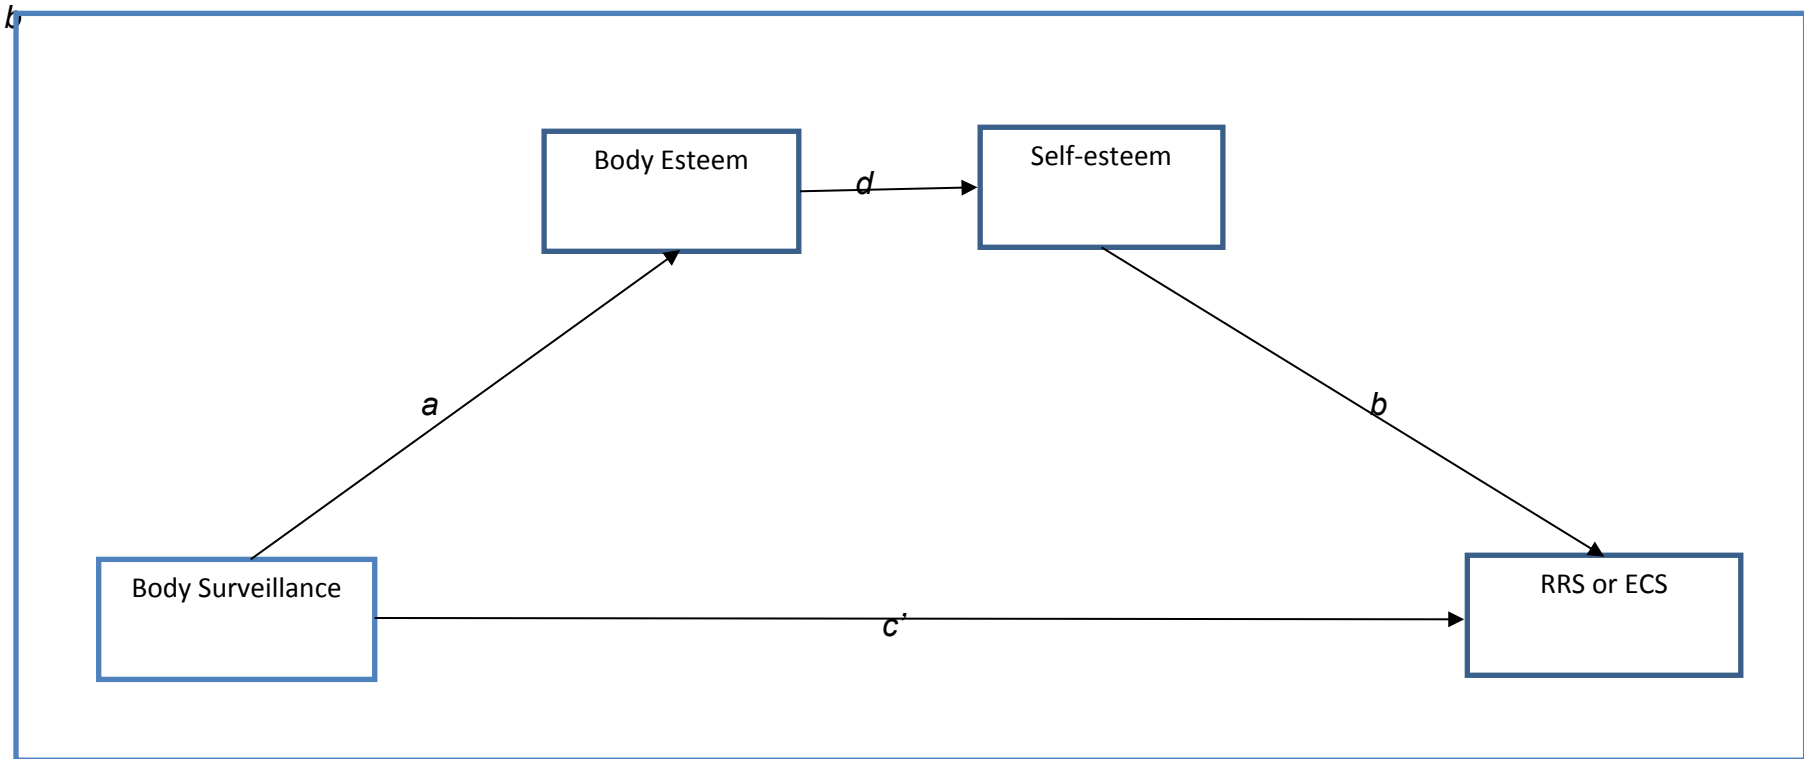 b
Body Esteem
Self-esteem
d
a
b
Body Surveillance
RRS or ECS
c’